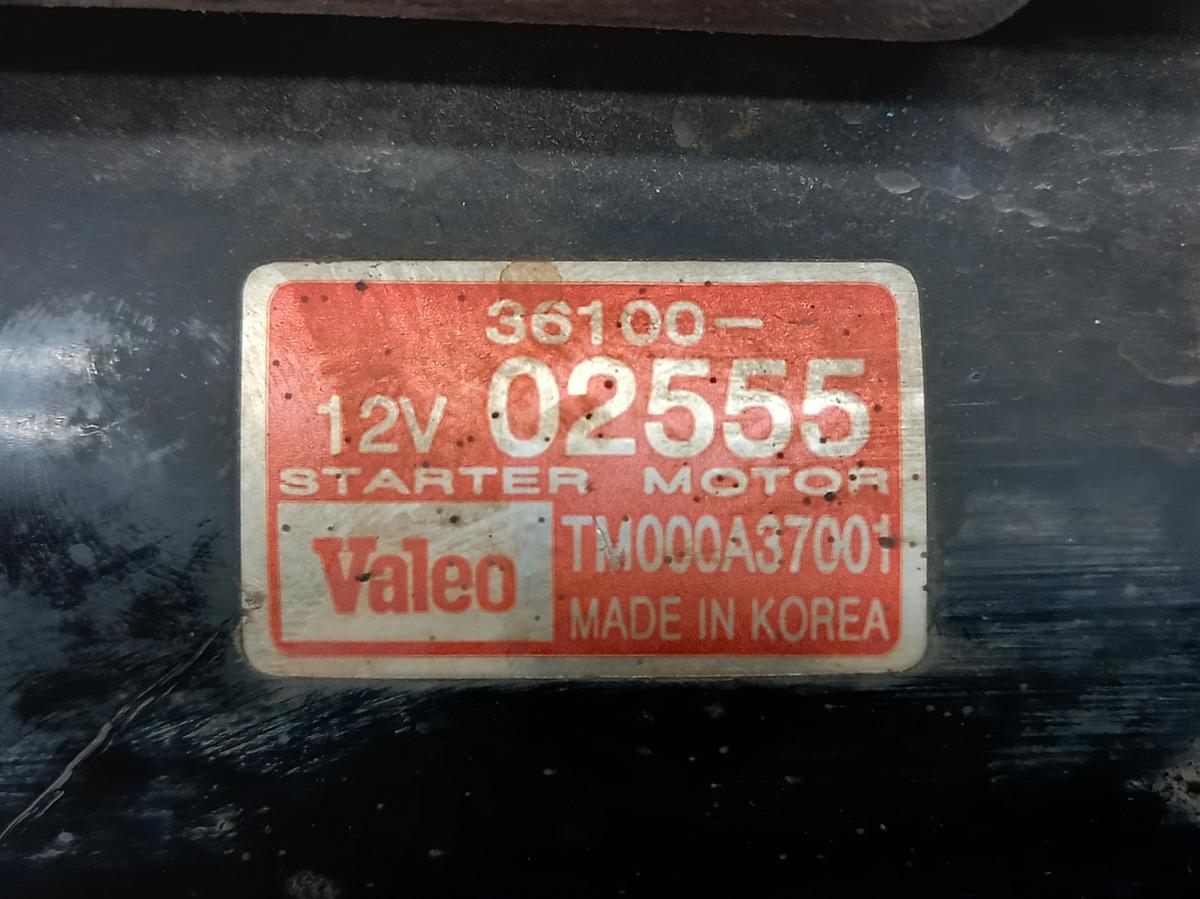 36100-
12V 02555
STARTER MOTOR
Valeo TM000A37001
MADE IN KOREA